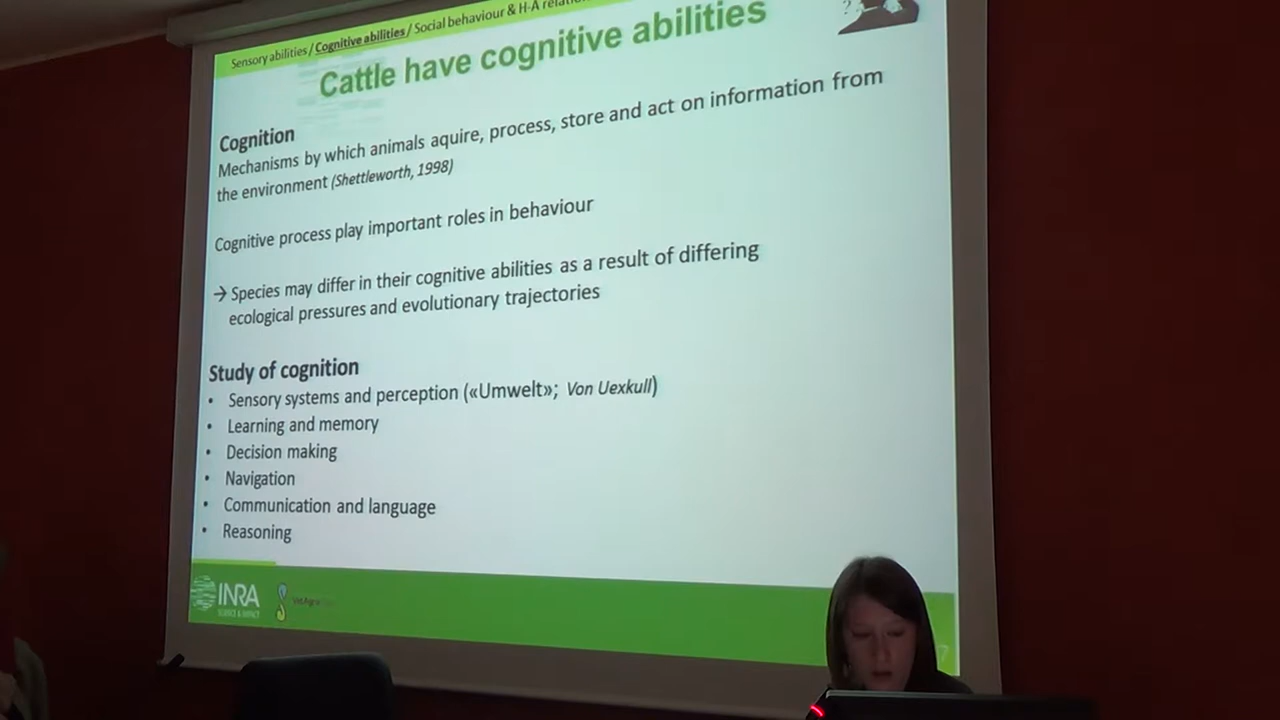 Sensory abilities / Cognitive abilities / Social behaviour & H-A
Cattle have cognitive abilities
Cognition
Mechanisms by which animals aquire, process, store and act on information from
the environment (Shettleworth, 1998)
Cognitive process play important roles in behaviour
→ Species may differ in their cognitive abilities as a result of differing
ecological pressures and evolutionary trajectories
Study of cognition
• Sensory systems and perception («Umwelt»; Von Uexkull)
• Learning and memory
• Decision making
• Navigation
• Communication and language
• Reasoning
INRA
SCIENCE & IMPACT
7